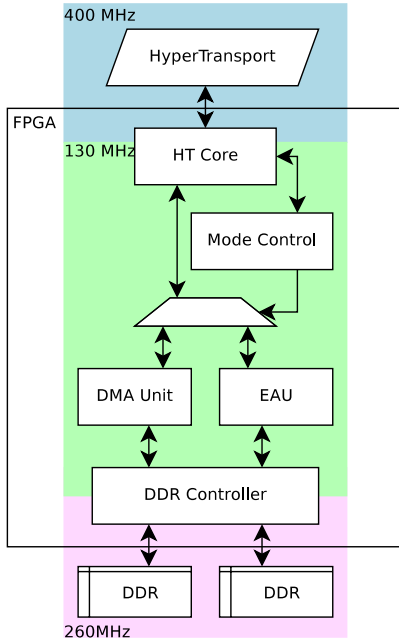 400 MHz
HyperTransport
FPGA
130 MHz
HT Core
Mode Control
DMA Unit
EAU
DDR Controller
DDR
DDR
260MHz